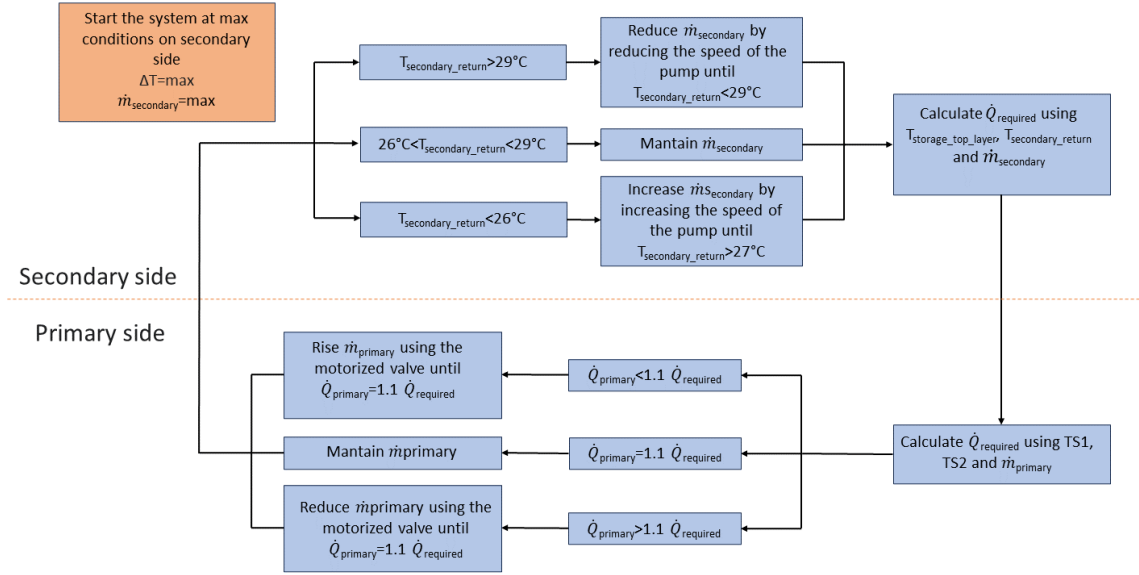 Start the system at max
conditions on secondary
side
ΔT=max
ṁsecondary=max
Tsecondary_return>29°C
Reduce ṁsecondary by
reducing the speed of the
pump until
Tsecondary_return<29°C
26°C<Tsecondary_return<29°C
Mantain ṁsecondary
Tsecondary_return<26°C
Increase ṁsecondary by
increasing the speed of
the pump until
Tsecondary_return>27°C
Calculate Q̇required using
Tstorage_top_layer, Tsecondary_return
and ṁsecondary
Secondary side
Primary side
Rise ṁprimary using the
motorized valve until
Q̇primary=1.1 Q̇required
Q̇primary<1.1 Q̇required
Mantain ṁprimary
Q̇primary=1.1 Q̇required
Calculate Q̇required using TS1,
TS2 and ṁprimary
Reduce ṁprimary using the
motorized valve until
Q̇primary=1.1 Q̇required
Q̇primary>1.1 Q̇required